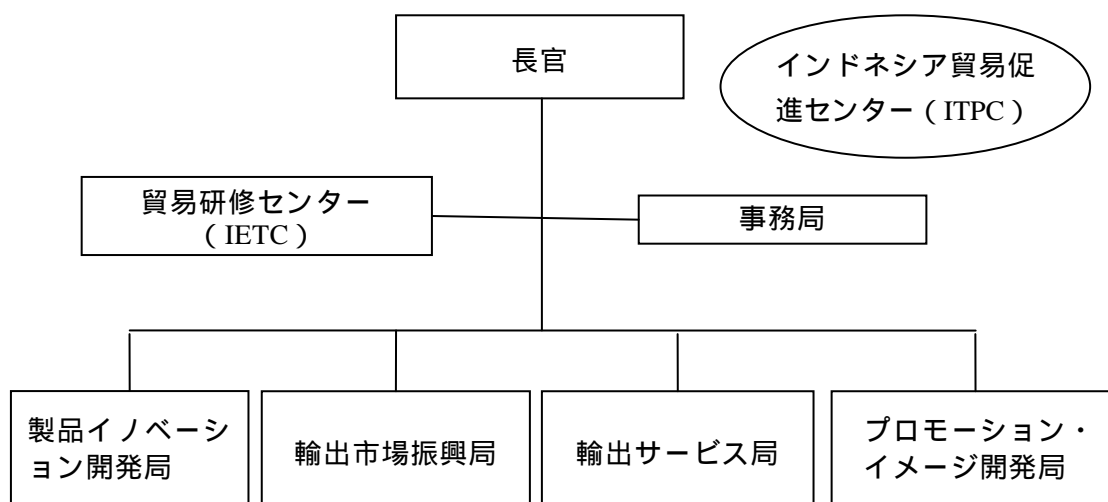 長官
インドネシア貿易促
進センター（ITPC）
貿易研修センター
（IETC）
事務局
製品イノベーシ
ョン開発局
輸出市場振興局
輸出サービス局
プロモーション・
イメージ開発局